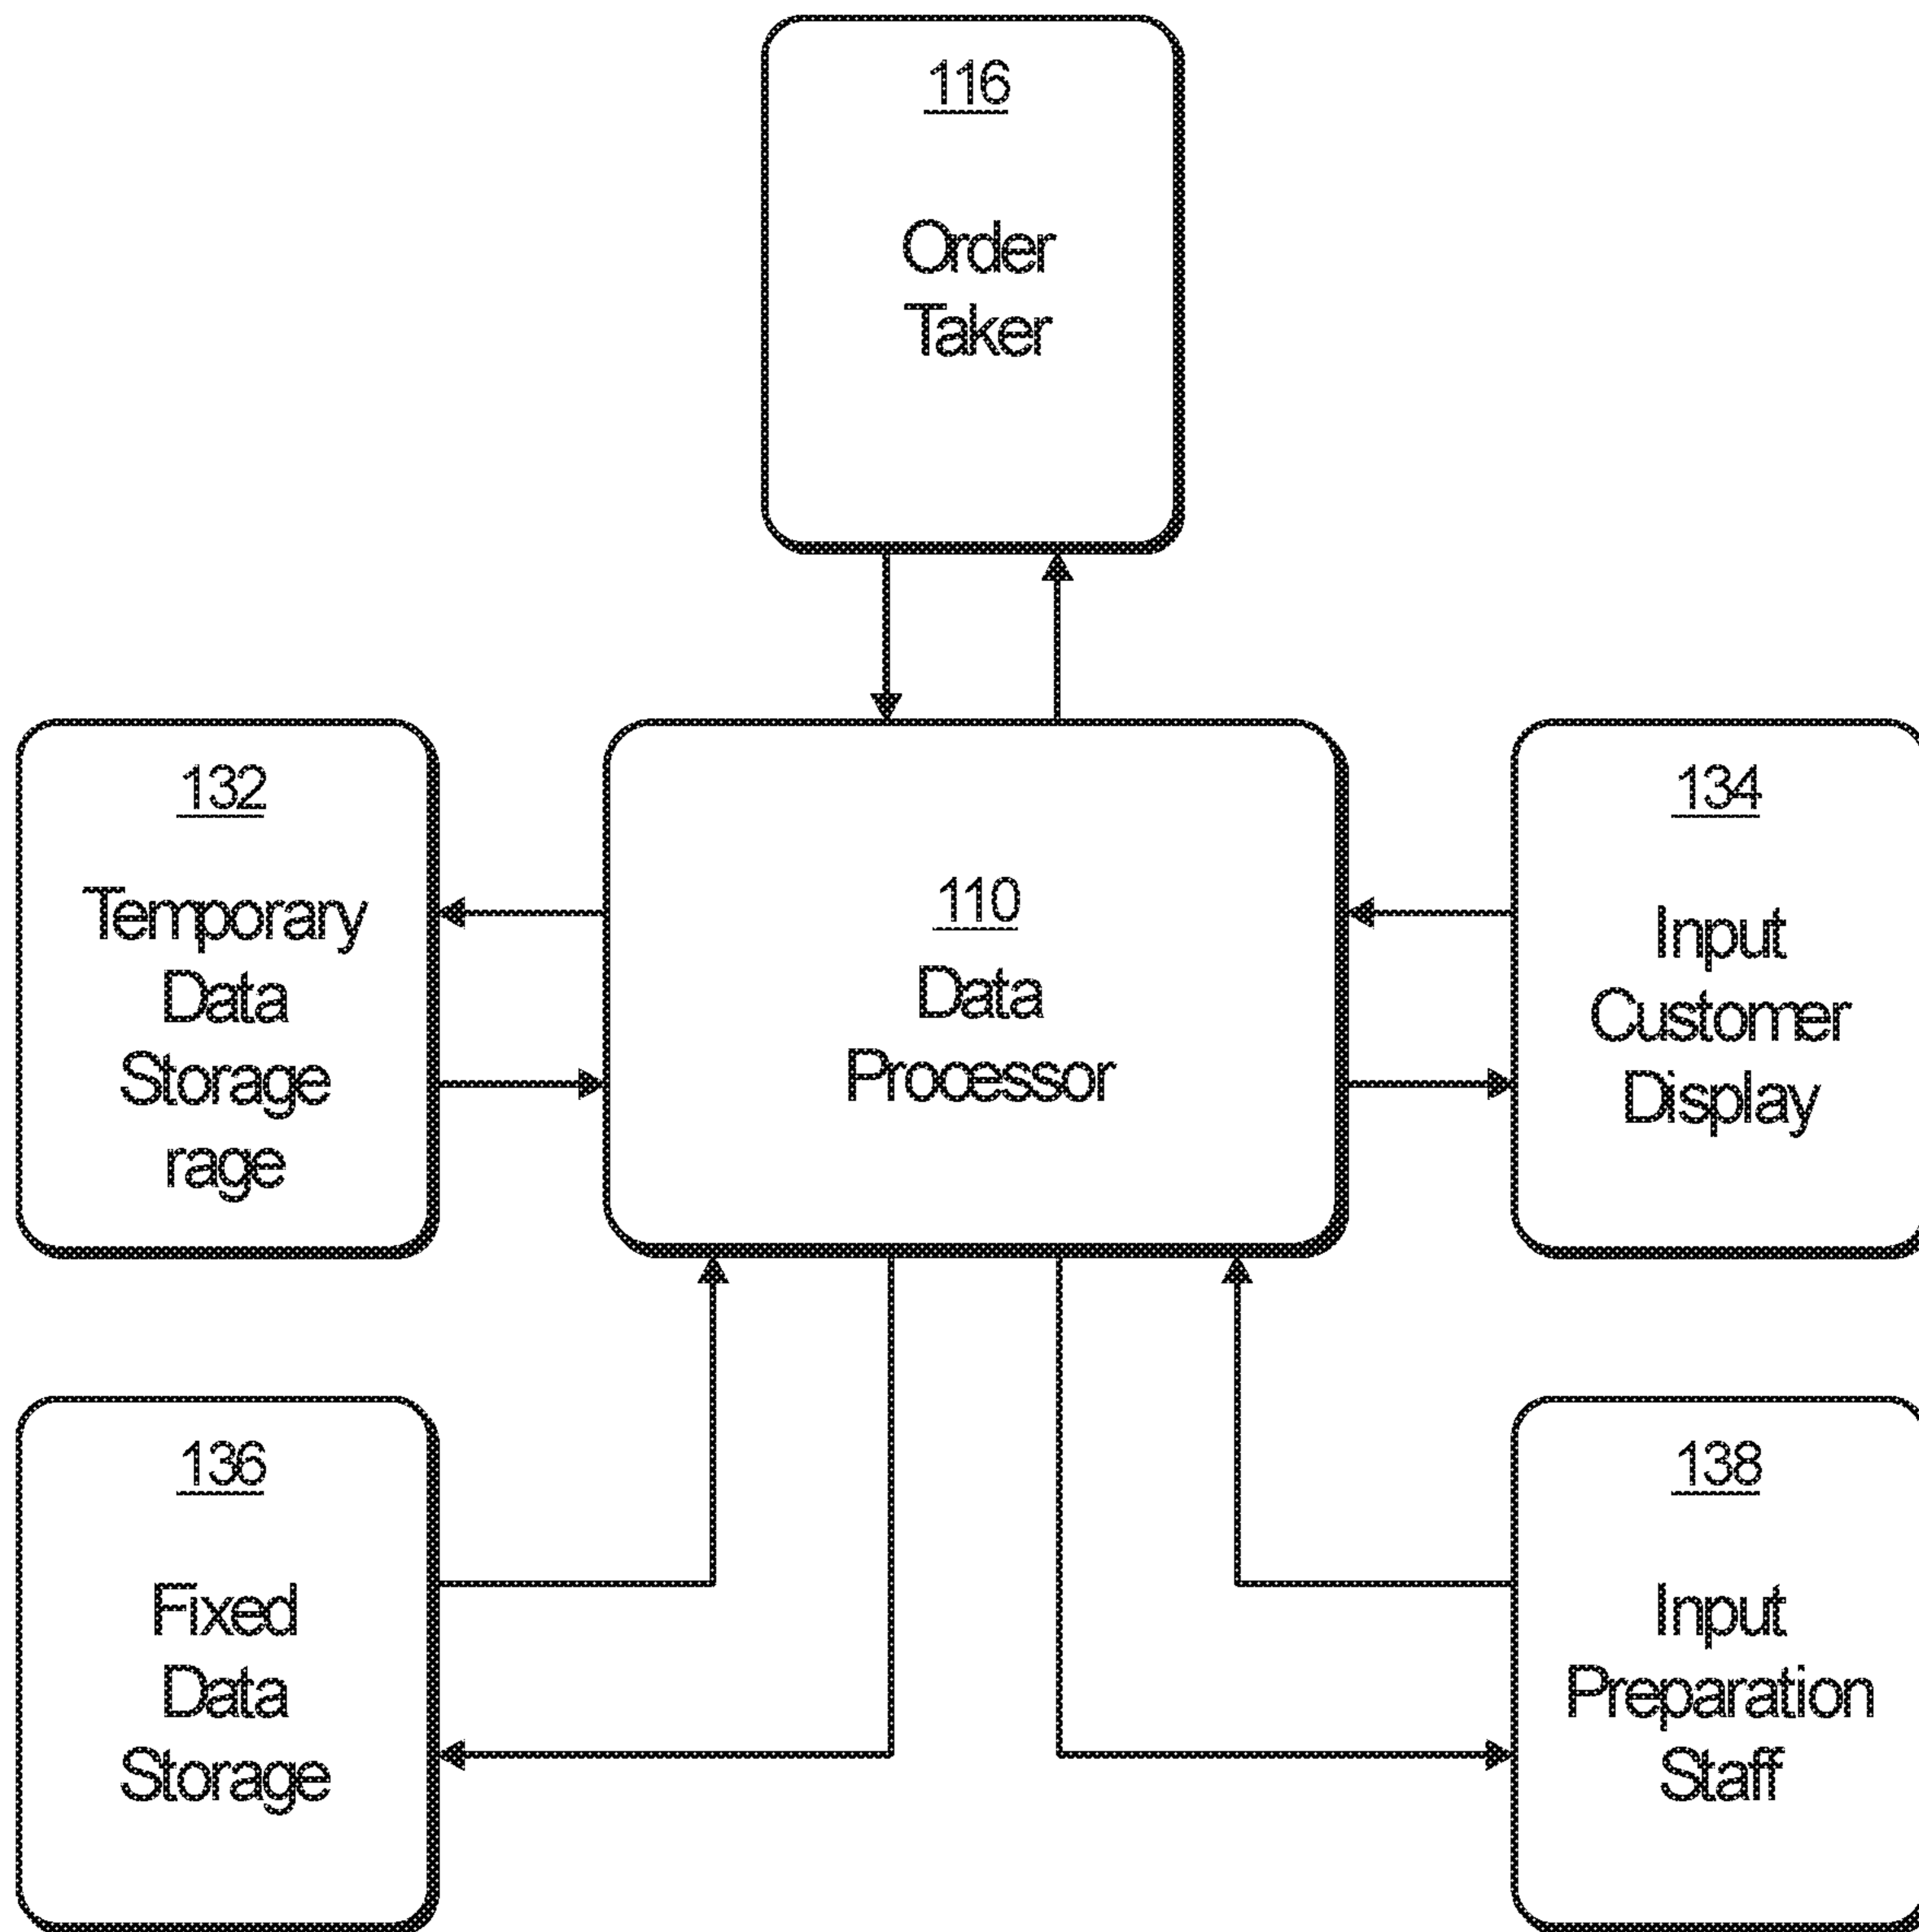 116
Order
Taker
132
Temporary
Data
Storage
rage
110
Data
Processor
134
Input
Customer
Display
136
Fixed
Data
Storage
138
Input
Preparation
Staff